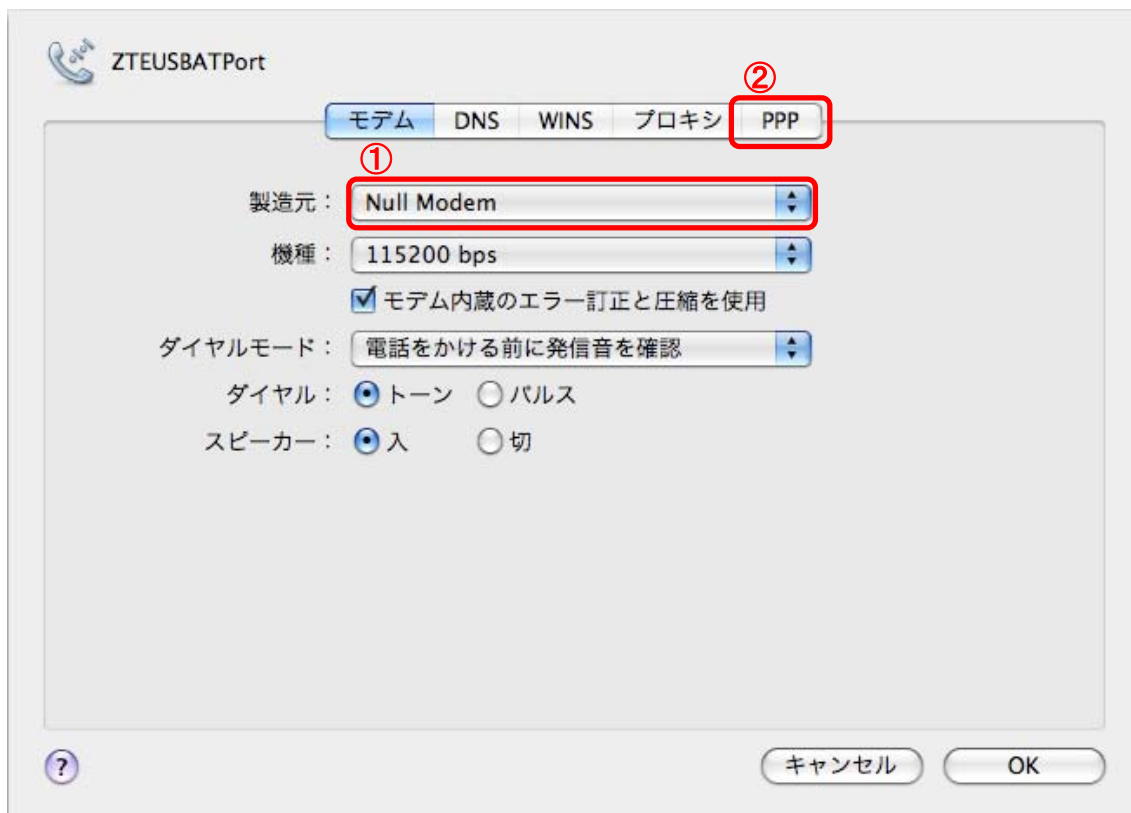 ZTEUSBATPort
②
モデム DNS WINS プロキシ PPP
①
製造元： Null Modem
機種： 115200 bps
モデム内蔵のエラー訂正と圧縮を使用
ダイヤルモード： 電話をかける前に発信音を確認
ダイヤル： トーン パルス
スピーカー： 入 切
? キャンセル OK